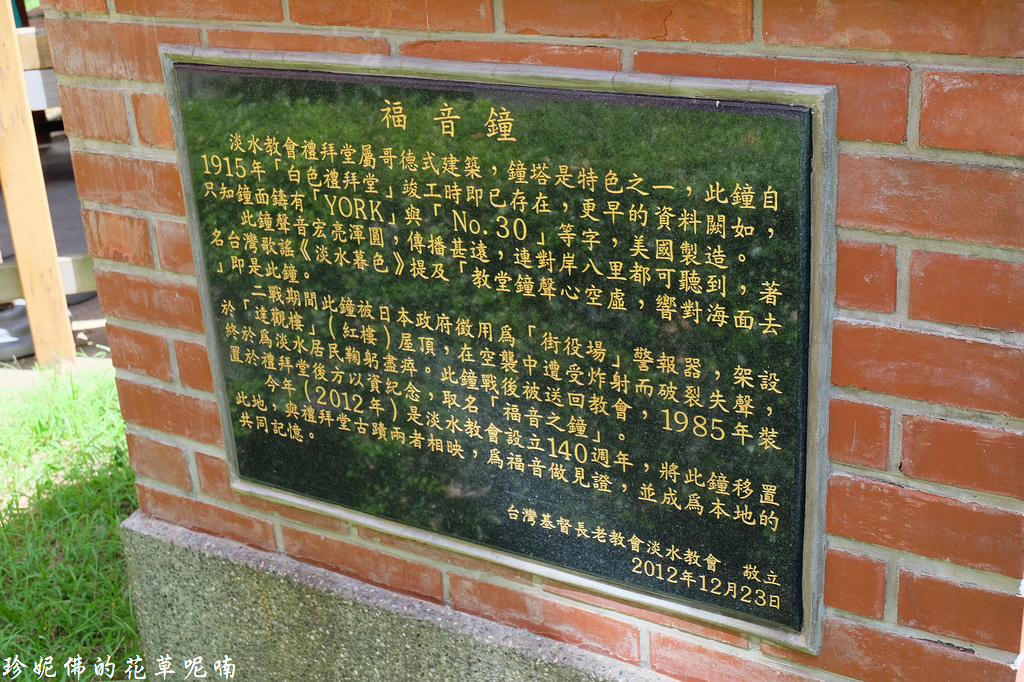 福音鐘
淡水教會禮拜堂屬哥德式建築，鐘塔是特色之一，此鐘自
1915年「白色禮拜堂」竣工時即已存在，更早的資料闕如，
只知鐘面鑄有「YORK」與「No.30」等字，美國製造。
此鐘聲音宏亮渾圓，傳播甚遠，連對岸八里都可聽到，著
名台灣歌謠《淡水暮色》提及「教堂鐘聲心空虛，響對海面去
」即是此鐘。
二戰期間此鐘被日本政府徵用為「街役場」警報器，架設
於「達觀樓」（紅樓）屋頂，在空襲中遭受炸射而破裂失聲，
終於為淡水居民鞠躬盡瘁。此鐘戰後被送回教會，1985年裝
置於禮拜堂後方以資紀念，取名「福音之鐘」。
今年（2012年）是淡水教會設立140週年，將此鐘移置
此地，與禮拜堂古蹟兩者相映，為福音做見證，並成為本地的
共同記憶。
台灣基督長老教會淡水教會 敬立
2012年12月23日
珍妮佛的花草呢喃